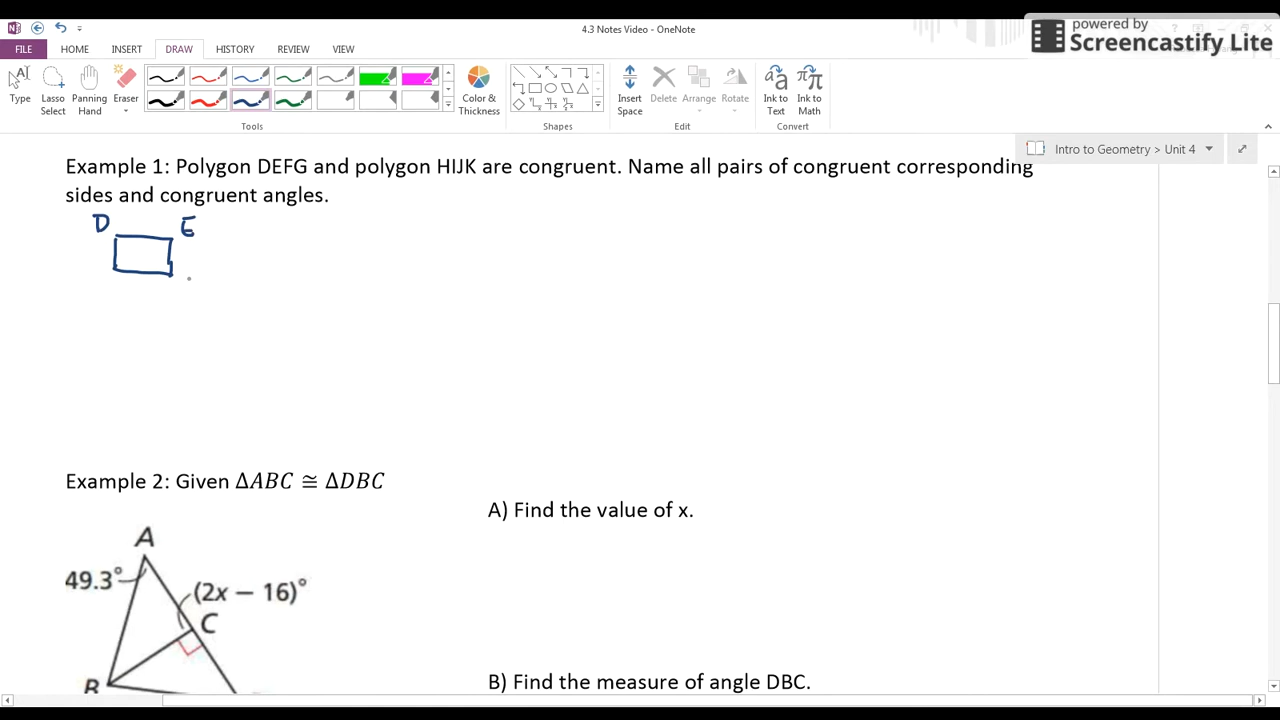 4.3 Notes Video - OneNote
powered by
Screencastify Lite
FILE HOME INSERT DRAW HISTORY REVIEW VIEW
Type Lasso Select Panning Hand Eraser Color & Thickness Insert Space Delete Arrange Rotate Ink to Text Ink to Math
Tools Shapes Edit Convert
Intro to Geometry > Unit 4
Example 1: Polygon DEFG and polygon HIJK are congruent. Name all pairs of congruent corresponding
sides and congruent angles.
D E
Example 2: Given ΔABC ≅ ΔDBC
A) Find the value of x.
A
49.3°
(2x − 16)°
C
B
B) Find the measure of angle DBC.